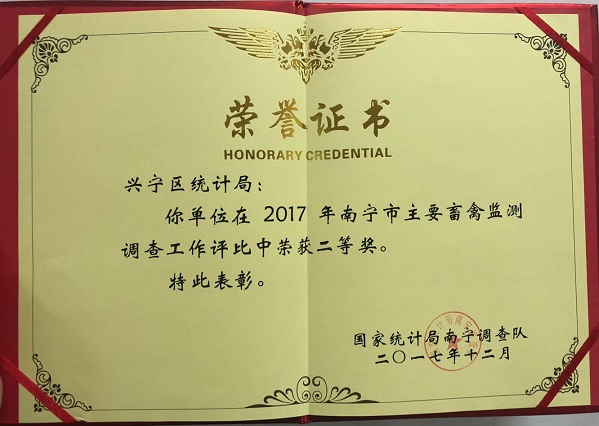 荣誉证书
HONORARY CREDENTIAL
兴宁区统计局：
你单位在 2017 年南宁市主要畜禽监测
调查工作评比中荣获二等奖。
特此表彰。
国家统计局南宁调查队
二〇一七年十二月